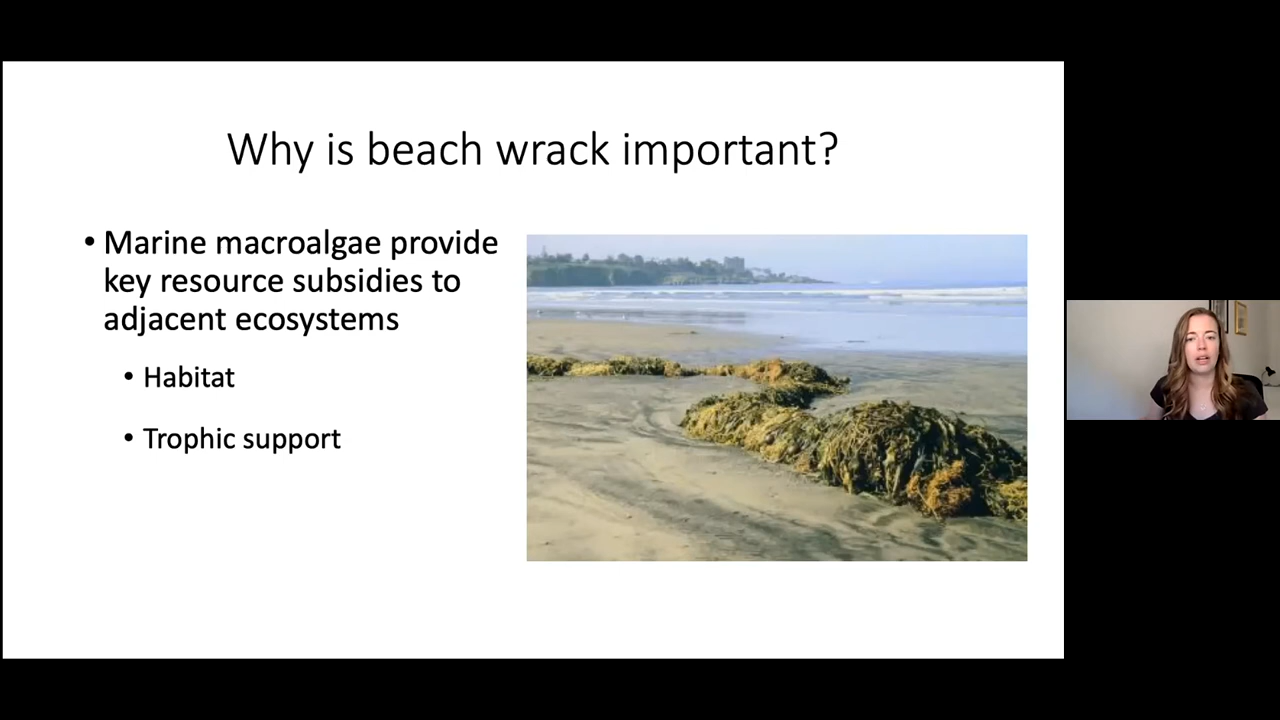 Why is beach wrack important?
• Marine macroalgae provide
key resource subsidies to
adjacent ecosystems
• Habitat
• Trophic support